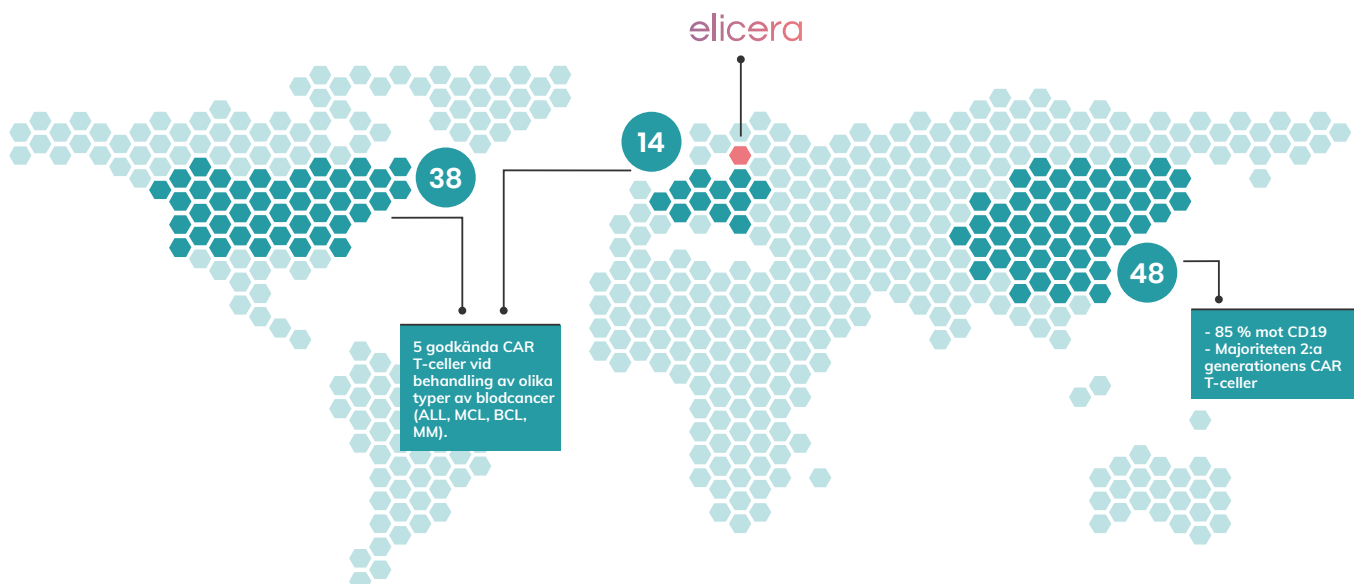 elicera
14
38
48
5 godkända CAR
T-celler vid
behandling av olika
typer av blodcancer
(ALL, MCL, BCL,
MM).
- 85 % mot CD19
- Majoriteten 2:a
generationens CAR
T-celler